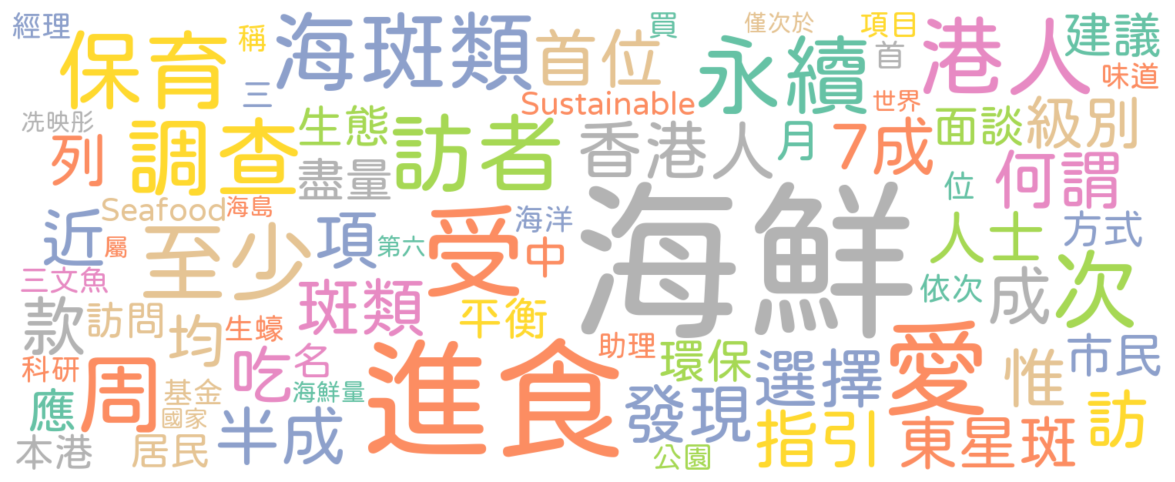 經理
保育
稱
海斑類
首位
買
僅次於
永續
項目
首
港人
建議
味道
三
Sustainable
世界
冼映彤
列
調查
生態
盡量
訪者
香港人
月
7成
面談
級別
何謂
位
Seafood
海島
近
屬
至少
項
第六
受
海洋
中
海鮮
人士
方式
三文魚
斑類
平衡
依次
成
次
款
訪問
均
生蠔
助理
環保
選擇
愛
惟
市民
科研
周
吃
名
進食
應
基金
海鮮量
國家
發現
指引
訪
本港
居民
半成
公園
東星斑